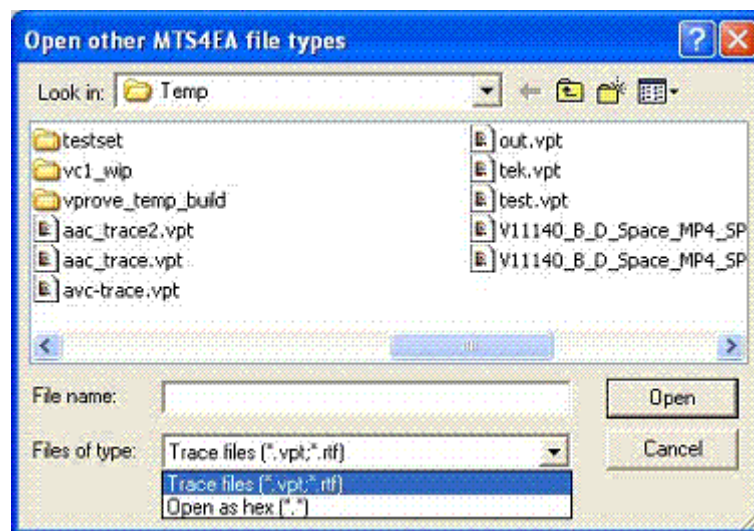 Open other MTS4EA file types
Look in: Temp
testset
vc1_wip
vprove_temp_build
aac_trace2.vpt
aac_trace.vpt
avc-trace.vpt
out.vpt
tek.vpt
test.vpt
V11140_B_D_Space_MP4_SP
V11140_B_D_Space_MP4_SP
File name:
Open
Files of type: Trace files (*.vpt;*.rtf)
Cancel
Trace files (*.vpt;*.rtf)
Open as hex (*.*)